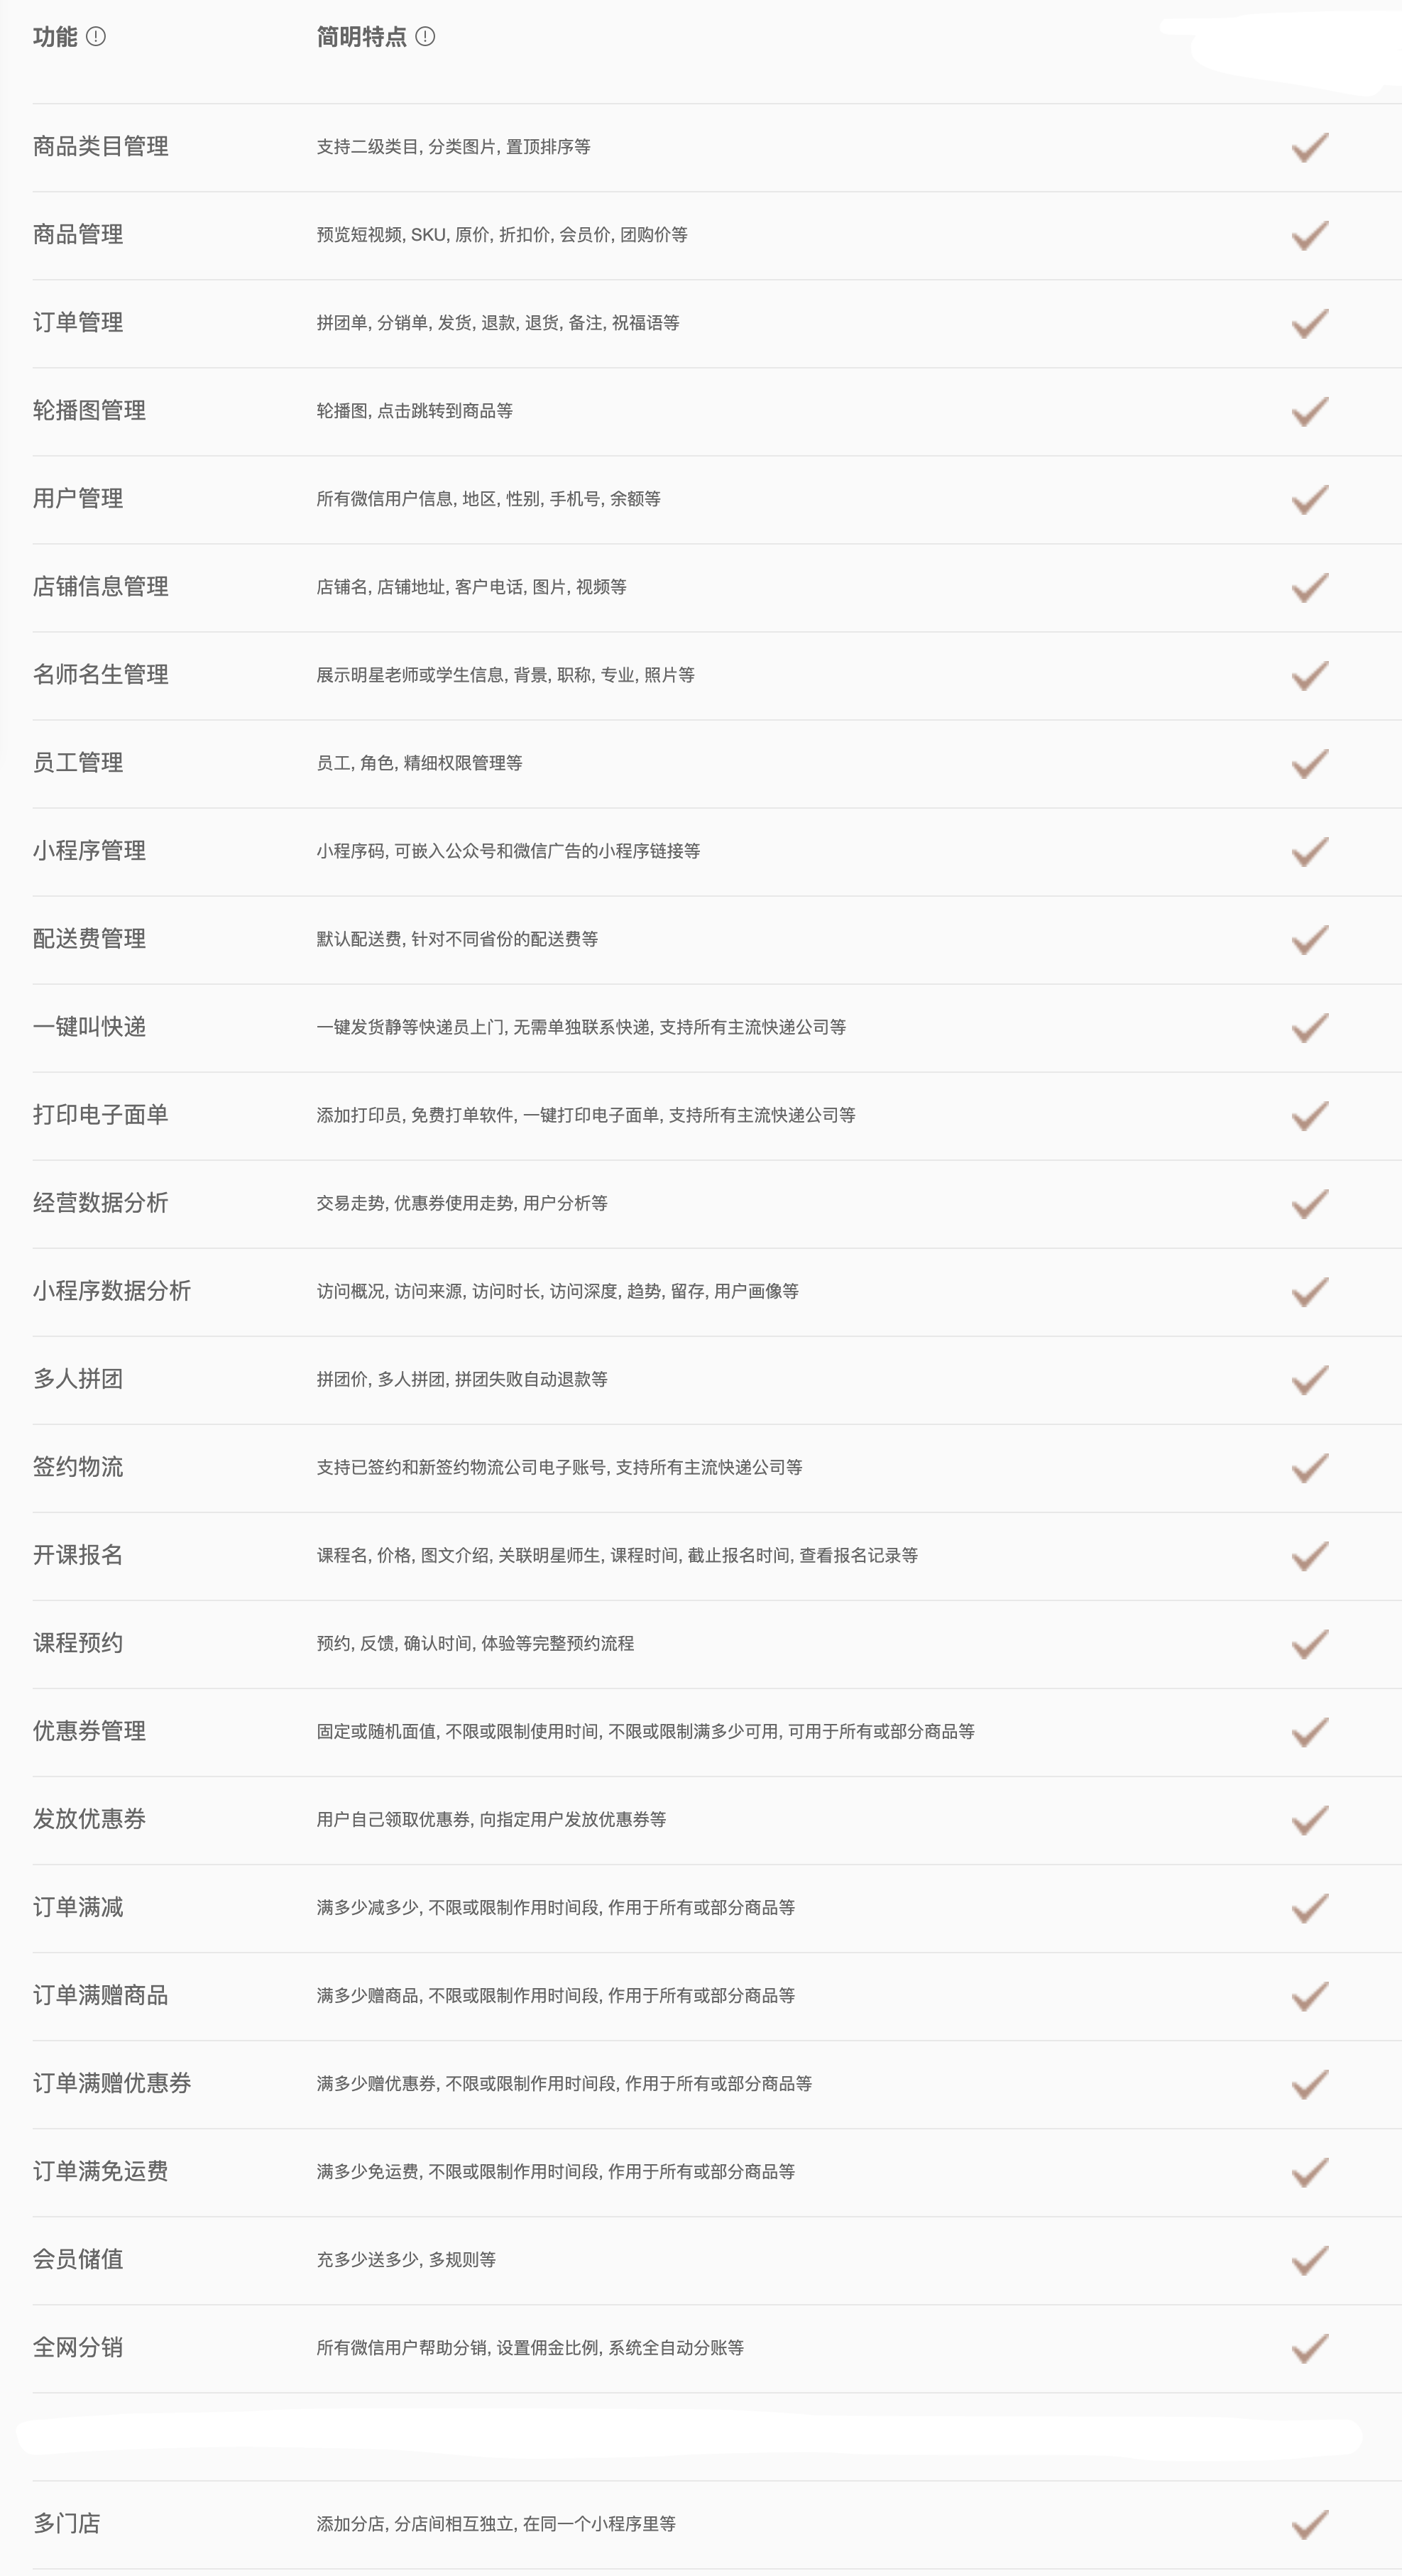 功能 简明特点
商品类目管理 支持二级类目, 分类图片, 置顶排序等
商品管理 预览短视频, SKU, 原价, 折扣价, 会员价, 团购价等
订单管理 拼团单, 分销单, 发货, 退款, 退货, 备注, 祝福语等
轮播图管理 轮播图, 点击跳转到商品等
用户管理 所有微信用户信息, 地区, 性别, 手机号, 余额等
店铺信息管理 店铺名, 店铺地址, 客户电话, 图片, 视频等
名师名生管理 展示明星老师或学生信息, 背景, 职称, 专业, 照片等
员工管理 员工, 角色, 精细权限管理等
小程序管理 小程序码, 可嵌入公众号和微信广告的小程序链接等
配送费管理 默认配送费, 针对不同省份的配送费等
一键叫快递 一键发货静等快递员上门, 无需单独联系快递, 支持所有主流快递公司等
打印电子面单 添加打印员, 免费打单软件, 一键打印电子面单, 支持所有主流快递公司等
经营数据分析 交易走势, 优惠券使用走势, 用户分析等
小程序数据分析 访问概况, 访问来源, 访问时长, 访问深度, 趋势, 留存, 用户画像等
多人拼团 拼团价, 多人拼团, 拼团失败自动退款等
签约物流 支持已签约和新签约物流公司电子账号, 支持所有主流快递公司等
开课报名 课程名, 价格, 图文介绍, 关联明星师生, 课程时间, 截止报名时间, 查看报名记录等
课程预约 预约, 反馈, 确认时间, 体验等完整预约流程
优惠券管理 固定或随机面值, 不限或限制使用时间, 不限或限制满多少可用, 可用于所有或部分商品等
发放优惠券 用户自己领取优惠券, 向指定用户发放优惠券等
订单满减 满多少减多少, 不限或限制作用时间段, 作用于所有或部分商品等
订单满赠商品 满多少赠商品, 不限或限制作用时间段, 作用于所有或部分商品等
订单满赠优惠券 满多少赠优惠券, 不限或限制作用时间段, 作用于所有或部分商品等
订单满免运费 满多少免运费, 不限或限制作用时间段, 作用于所有或部分商品等
会员储值 充多少送多少, 多规则等
全网分销 所有微信用户帮助分销, 设置佣金比例, 系统全自动分账等
多门店 添加分店, 分店间相互独立, 在同一个小程序里等